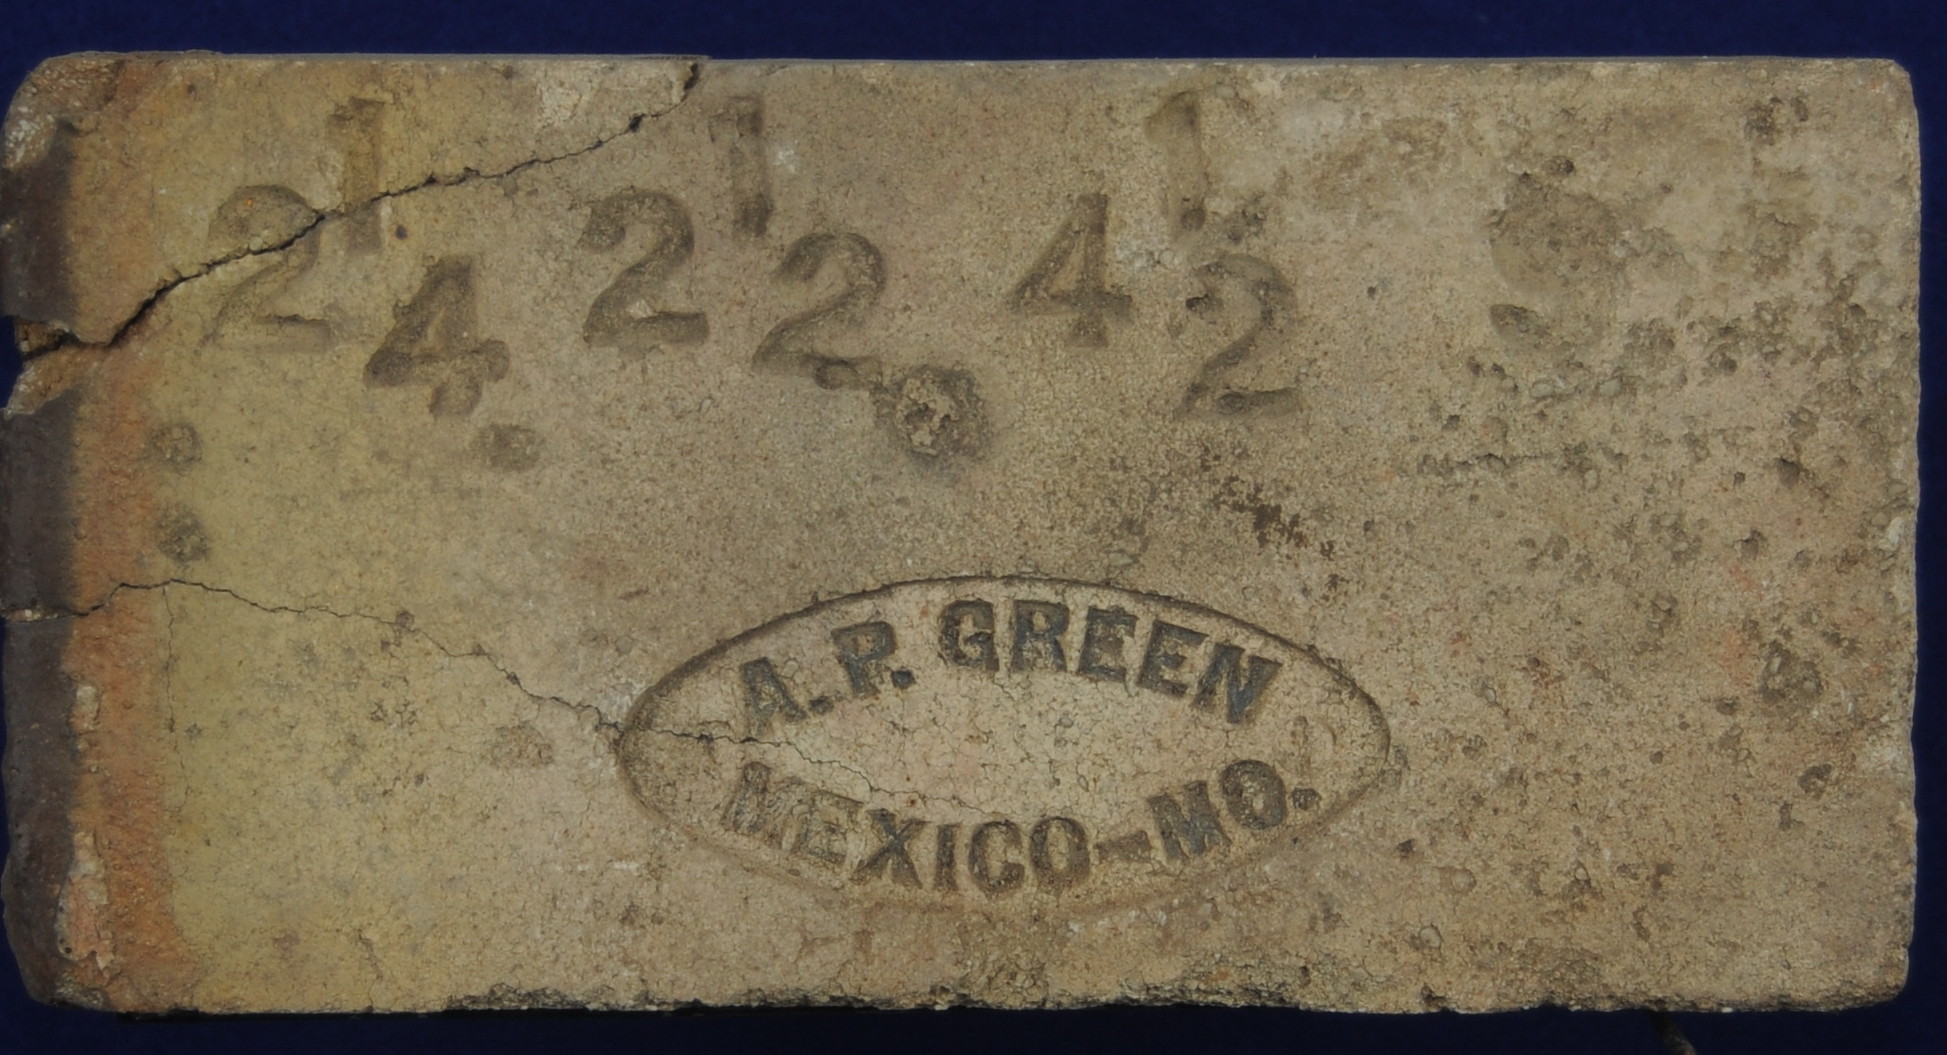 2 1/4 2 1/2 4 1/2
A.P. GREEN
MEXICO-MO.